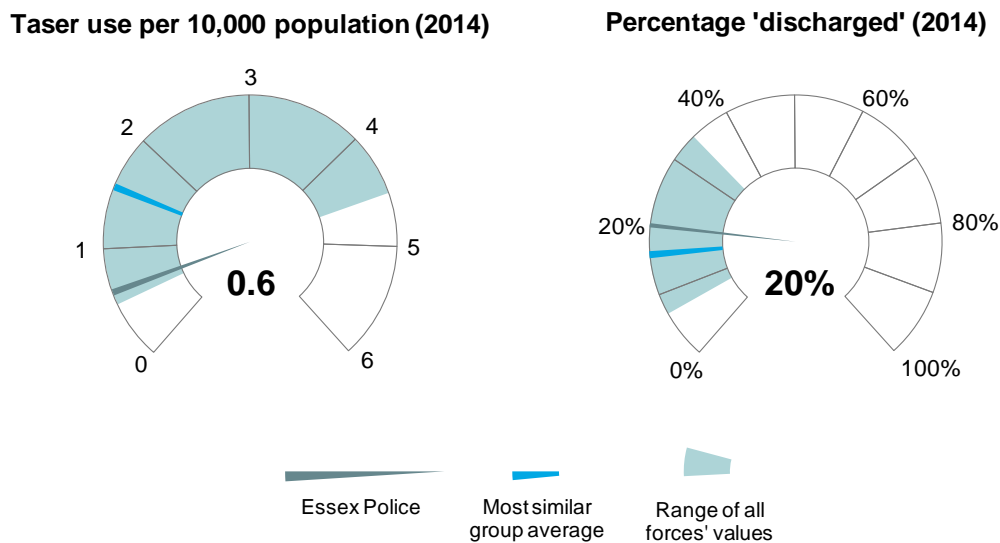 Taser use per 10,000 population (2014)
0
1
2
3
4
5
6
0.6
Percentage 'discharged' (2014)
0%
20%
40%
60%
80%
100%
20%
Essex Police
Most similar
group average
Range of all
forces' values